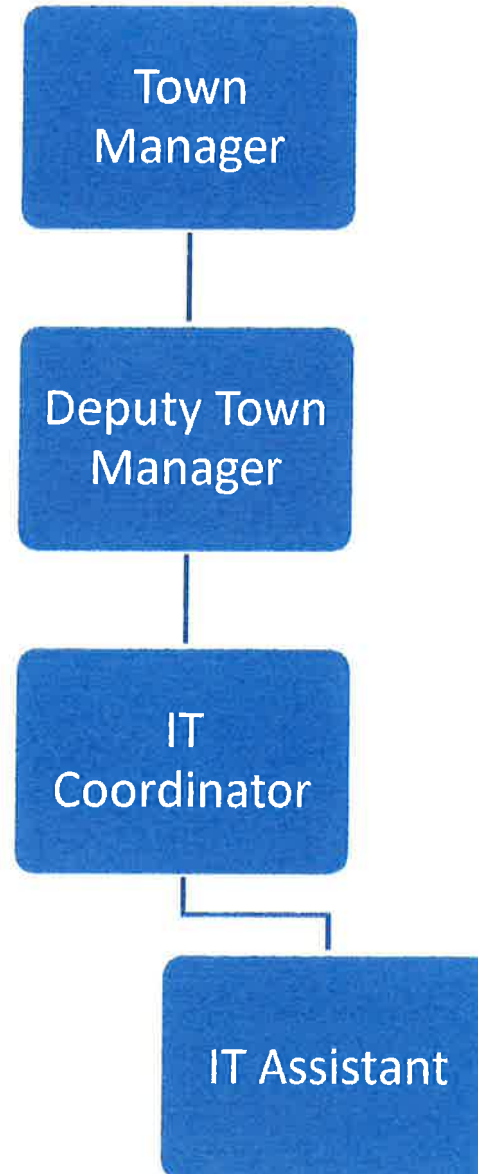 Town
Manager
Deputy Town
Manager
IT
Coordinator
IT Assistant